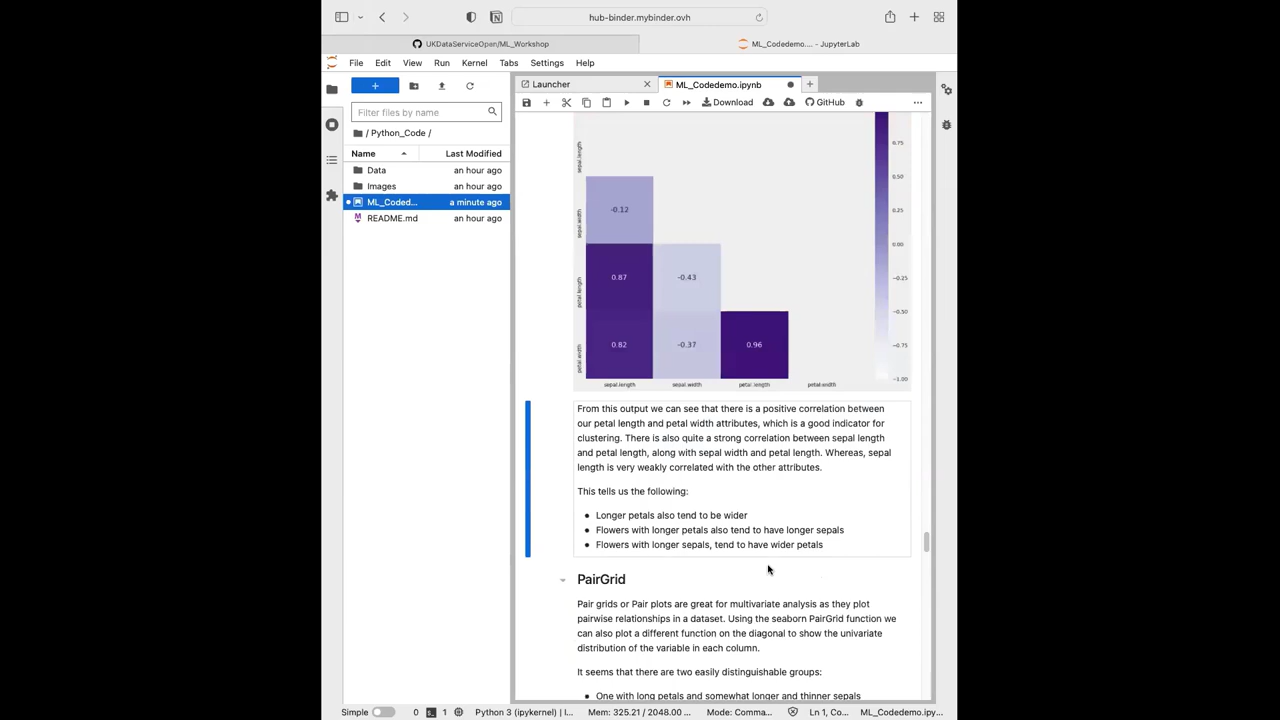 hub-binder.mybinder.ovh
UKDataServiceOpen/ML_Workshop
ML_Codedemo.... - JupyterLab
File Edit View Run Kernel Tabs Settings Help
Launcher
ML_Codedemo.ipynb
Download
GitHub
Filter files by name
/ Python_Code /
Name
Last Modified
Data an hour ago
Images an hour ago
ML_Coded... a minute ago
README.md an hour ago
sepal.length
sepal.width
petal.length
petal.width
-0.12
0.87 -0.43
0.82 -0.37 0.96
sepal.length sepal.width petal.length petal.width
0.75
0.50
0.25
0.00
-0.25
-0.50
-0.75
-1.00
From this output we can see that there is a positive correlation between
our petal length and petal width attributes, which is a good indicator for
clustering. There is also quite a strong correlation between sepal length
and petal length, along with sepal width and petal length. Whereas, sepal
length is very weakly correlated with the other attributes.
This tells us the following:
Longer petals also tend to be wider
Flowers with longer petals also tend to have longer sepals
Flowers with longer sepals, tend to have wider petals
PairGrid
Pair grids or Pair plots are great for multivariate analysis as they plot
pairwise relationships in a dataset. Using the seaborn PairGrid function we
can also plot a different function on the diagonal to show the univariate
distribution of the variable in each column.
It seems that there are two easily distinguishable groups:
One with long petals and somewhat longer and thinner sepals
Simple 0 1 Python 3 (ipykernel) | I... Mem: 325.21 / 2048.00 ... Mode: Comma... Ln 1, Co... ML_Codedemo.ipy...